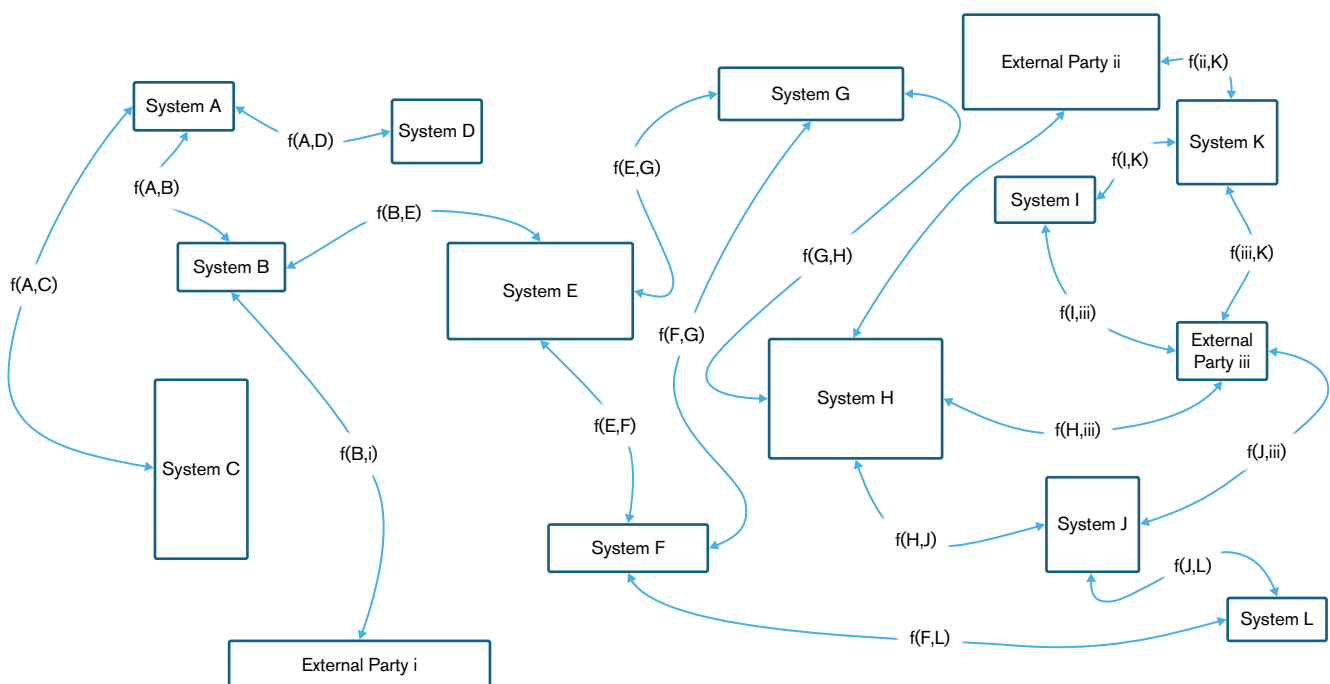 External Party ii
f(ii,K)
System A
System G
System D
f(A,D)
System K
f(I,K)
f(E,G)
f(A,B)
System I
f(B,E)
f(G,H)
f(iii,K)
System B
f(A,C)
System E
f(I,iii)
f(F,G)
External
Party iii
System H
f(E,F)
f(H,iii)
f(B,i)
f(J,iii)
System C
System J
f(H,J)
System F
f(J,L)
System L
f(F,L)
External Party i